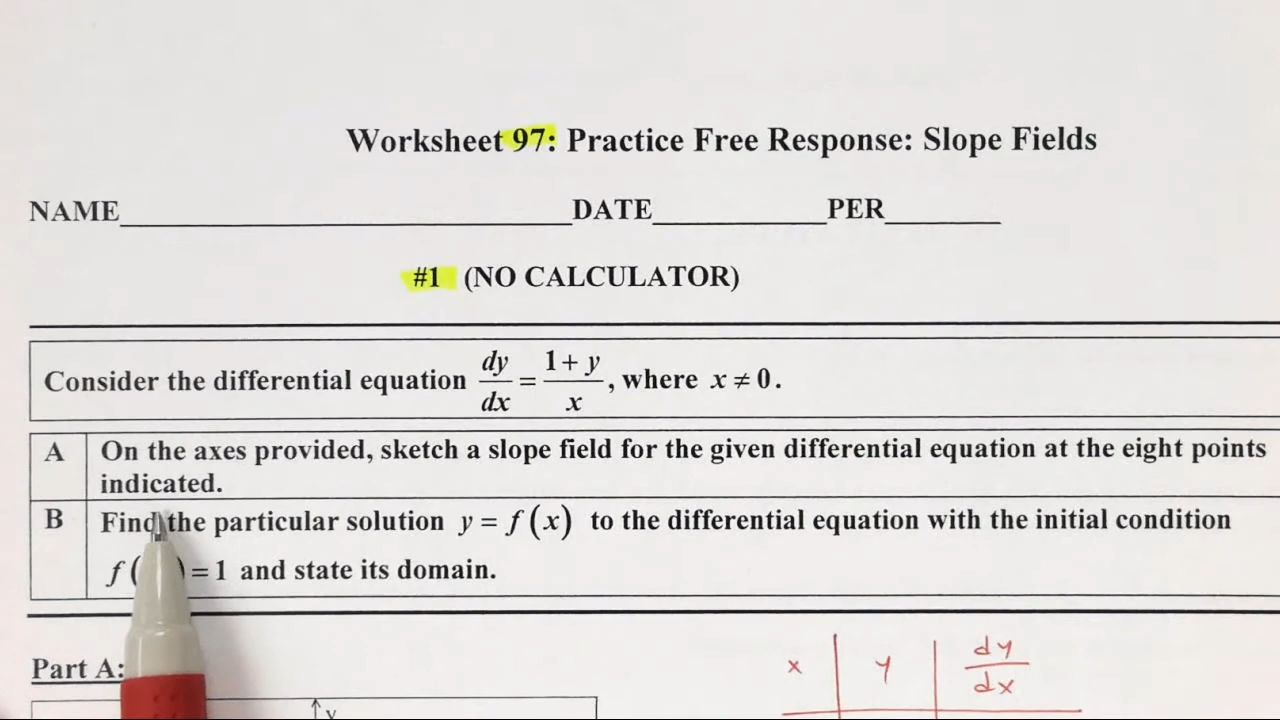 Worksheet 97: Practice Free Response: Slope Fields
NAME DATE PER
#1 (NO CALCULATOR)
Consider the differential equation dy/dx = 1+y/x, where x ≠ 0.
A On the axes provided, sketch a slope field for the given differential equation at the eight points
indicated.
B Find the particular solution y = f(x) to the differential equation with the initial condition
f( ) = 1 and state its domain.
Part A:
x y dy/dx
y